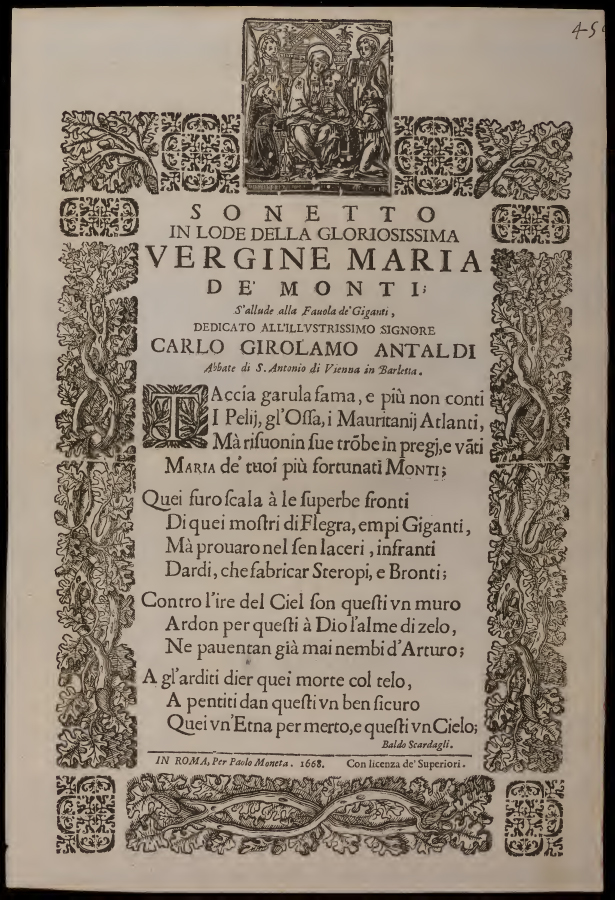 4-5
SONETTO
IN LODE DELLA GLORIOSISSIMA
VERGINE MARIA
DE' MONTI;
S'allude alla Fauola de' Giganti,
DEDICATO ALL'ILLVSTRISSIMO SIGNORE
CARLO GIROLAMO ANTALDI
Abbate di S. Antonio di Vienna in Barletta.
TAccia garula fama, e più non conti
I Pelij, gl'Ossa, i Mauritanij Atlanti,
Mà risuonin sue trõbe in pregj, e vãti
MARIA de' tuoi più fortunati MONTI;
Quei furo scala à le superbe fronti
Di quei mostri di Flegra, empi Giganti,
Mà prouaro nel sen laceri, infranti
Dardi, che fabricar Steropi, e Bronti;
Contro l'ire del Ciel son questi vn muro
Ardon per questi à Dio l'alme di zelo,
Ne pauentan già mai nembi d'Arturo;
A gl'arditi dier quei morte col telo,
A pentiti dan questi vn ben sicuro
Quei vn'Etna per merto, e questi vn Cielo;
Baldo Scardagli.
IN ROMA, Per Paolo Moneta. 1668. Con licenza de' Superiori.